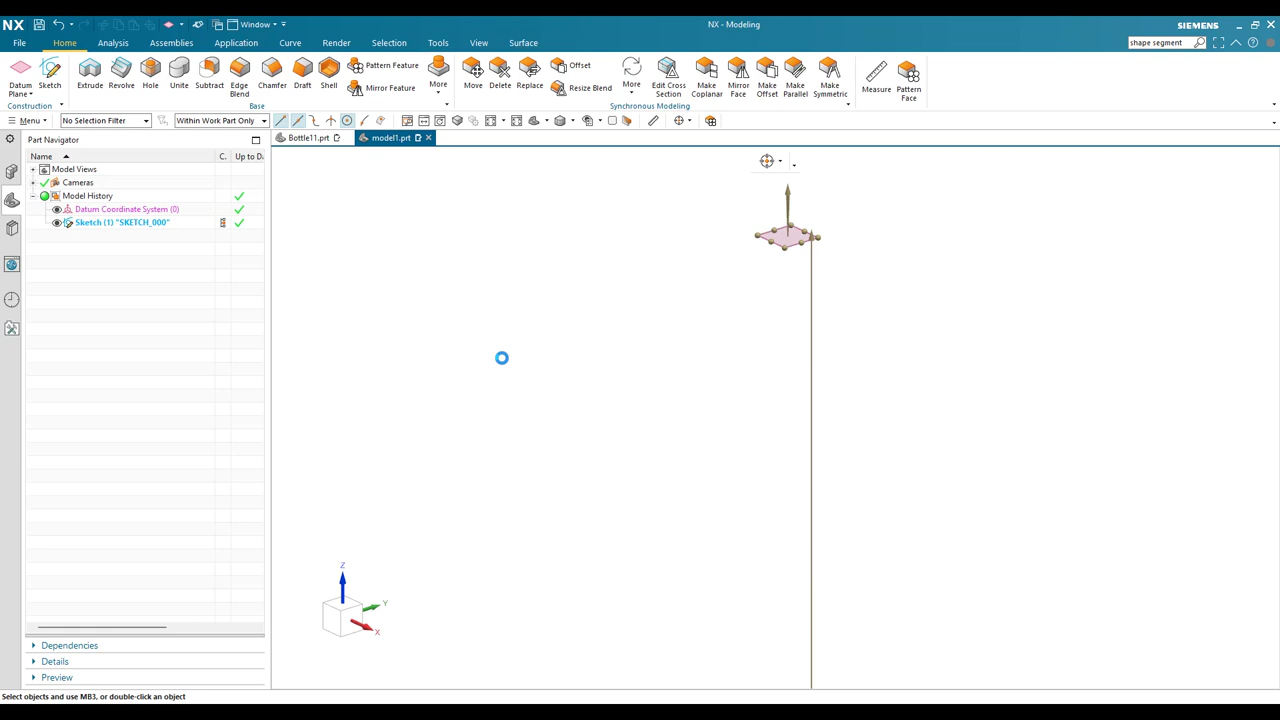 NX Window NX - Modeling SIEMENS
File Home Analysis Assemblies Application Curve Render Selection Tools View Surface shape segment
Datum Plane Sketch Extrude Revolve Hole Unite Subtract Edge Blend Chamfer Draft Shell Pattern Feature Mirror Feature More Move Delete Replace Offset Resize Blend More Edit Cross Section Make Coplanar Mirror Face Make Offset Make Parallel Make Symmetric Measure Pattern Face
Construction Base Synchronous Modeling
Menu No Selection Filter Within Work Part Only
Part Navigator Bottle11.prt model1.prt
Name C. Up to Da
Model Views
Cameras
Model History
Datum Coordinate System (0)
Sketch (1) "SKETCH_000"
Z
Y
X
Dependencies
Details
Preview
Select objects and use MB3, or double-click an object